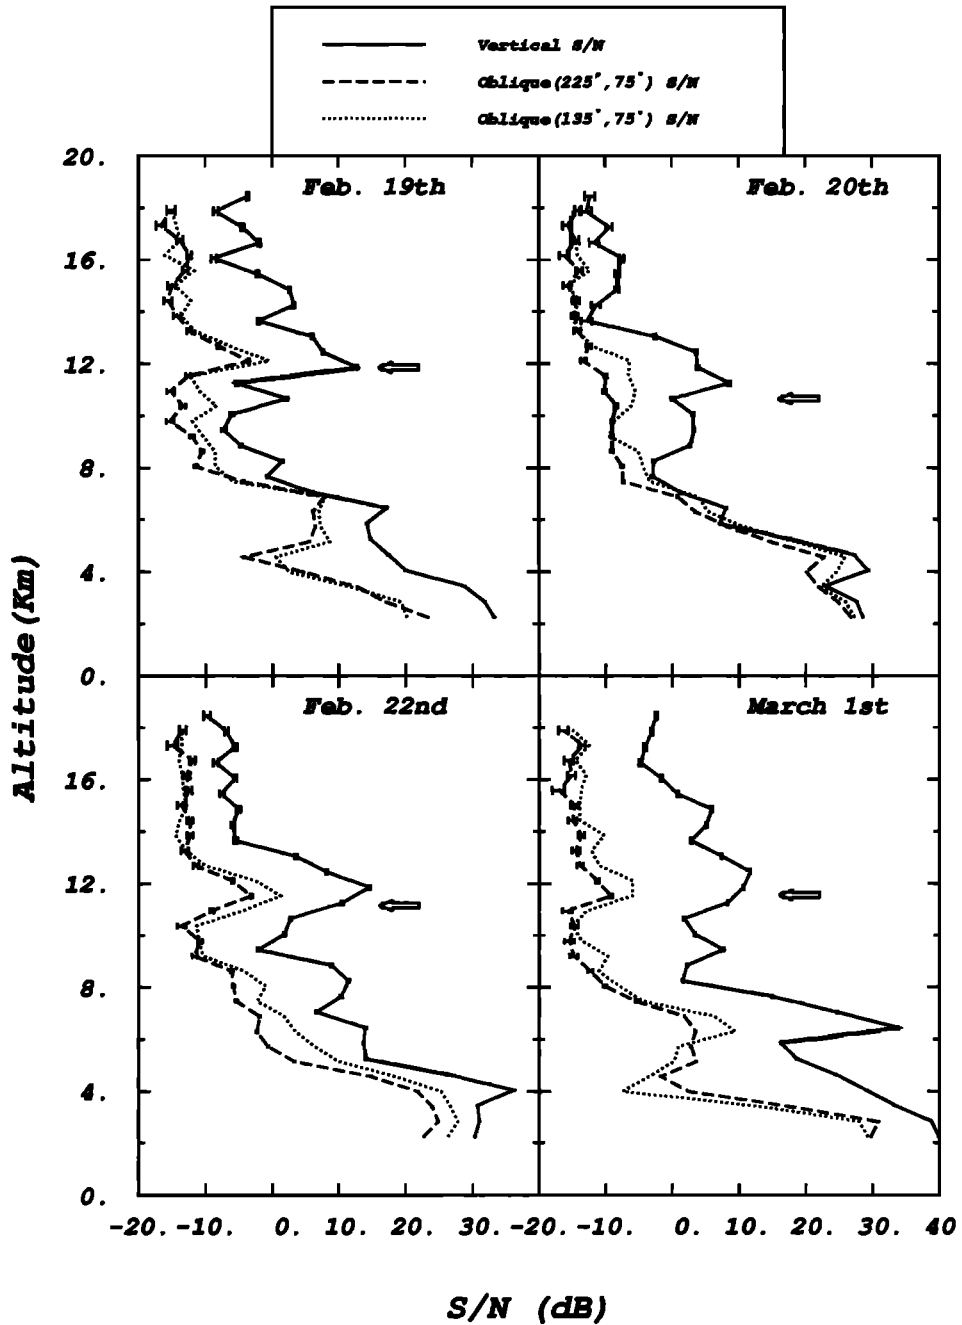 Vertical S/N
Oblique(225°,75°) S/N
Oblique(135°,75°) S/N
20.
Feb. 19th
Feb. 20th
16.
12.
8.
4.
0.
Altitude(Km)
Feb. 22nd
March 1st
16.
12.
8.
4.
0.
-20. -10. 0. 10. 20. -20. -10. 0. 10. 20. 30. 40
S/N (dB)